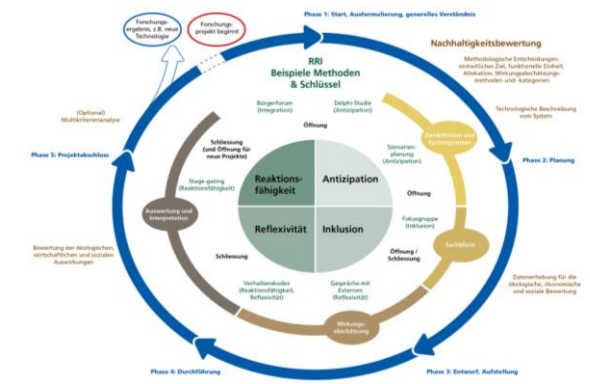 Phase 1: Start, Ausformulierung, generelles Verständnis
Forschungs-
ergebnis, z.B. neue
Technologie
Forschungs-
projekt beginnt
RRI
Beispiele Methoden
& Schlüssel
Nachhaltigkeitsbewertung
Methodologische Entscheidungen:
einheitliches Ziel, funktionelle Einheit,
Allokation, Wirkungsabschätzungs-
methoden und -kategorien
Bürgerforum
(Integration)
Delphi-Studie
(Antizipation)
Öffnung
Technologische Beschreibung
vom System
(Optional)
Multikriterienanalyse
Zieldefinition und
Systemgrenzen
Schliessung
(und Öffnung für
neue Projekte)
Szenarien-
planung
(Antizipation)
Phase 5: Projektabschluss
Phase 2: Planung
Stage-gating
(Reaktionsfähigkeit)
Reaktions-
fähigkeit
Antizipation
Öffnung
Auswertung und
Interpretation
Fokusgruppe
(Inklusion)
Reflexivität
Inklusion
Sachbilanz
Bewertung der ökologischen,
wirtschaftlichen und sozialen
Auswirkungen
Schliessung
Öffnung /
Schliessung
Verhaltenskodex
(Reaktionsfähigkeit,
Reflexivität)
Gespräche mit
Externen
(Reflexivität)
Datenerhebung für die
ökologische, ökonomische
und soziale Bewertung
Wirkungs-
abschätzung
Phase 4: Durchführung
Phase 3: Entwurf, Aufstellung